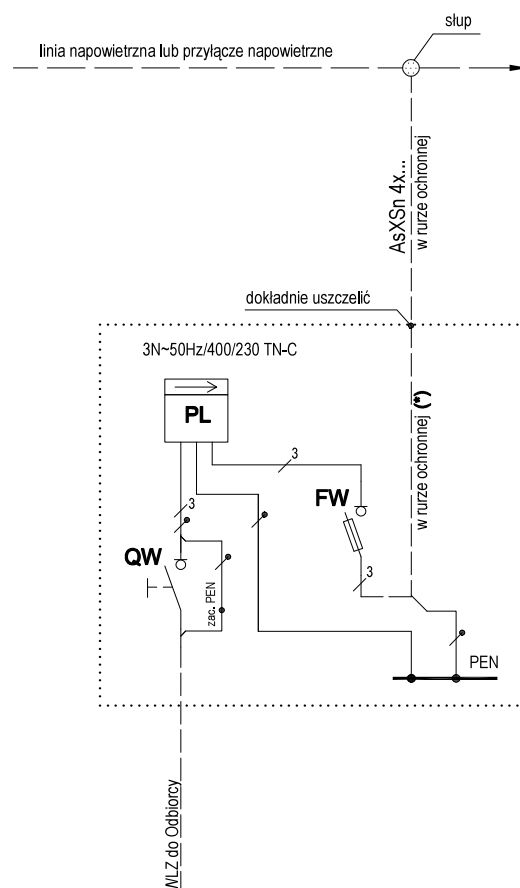 słup
linia napowietrzna lub przyłącze napowietrzne
AsXSn 4x...
w rurze ochronnej
dokładnie uszczelić
3N~50Hz/400/230 TN-C
PL
w rurze ochronnej (*)
3
FW
3
QW
3
zac. PEN
PEN
WLZ do Odbiorcy